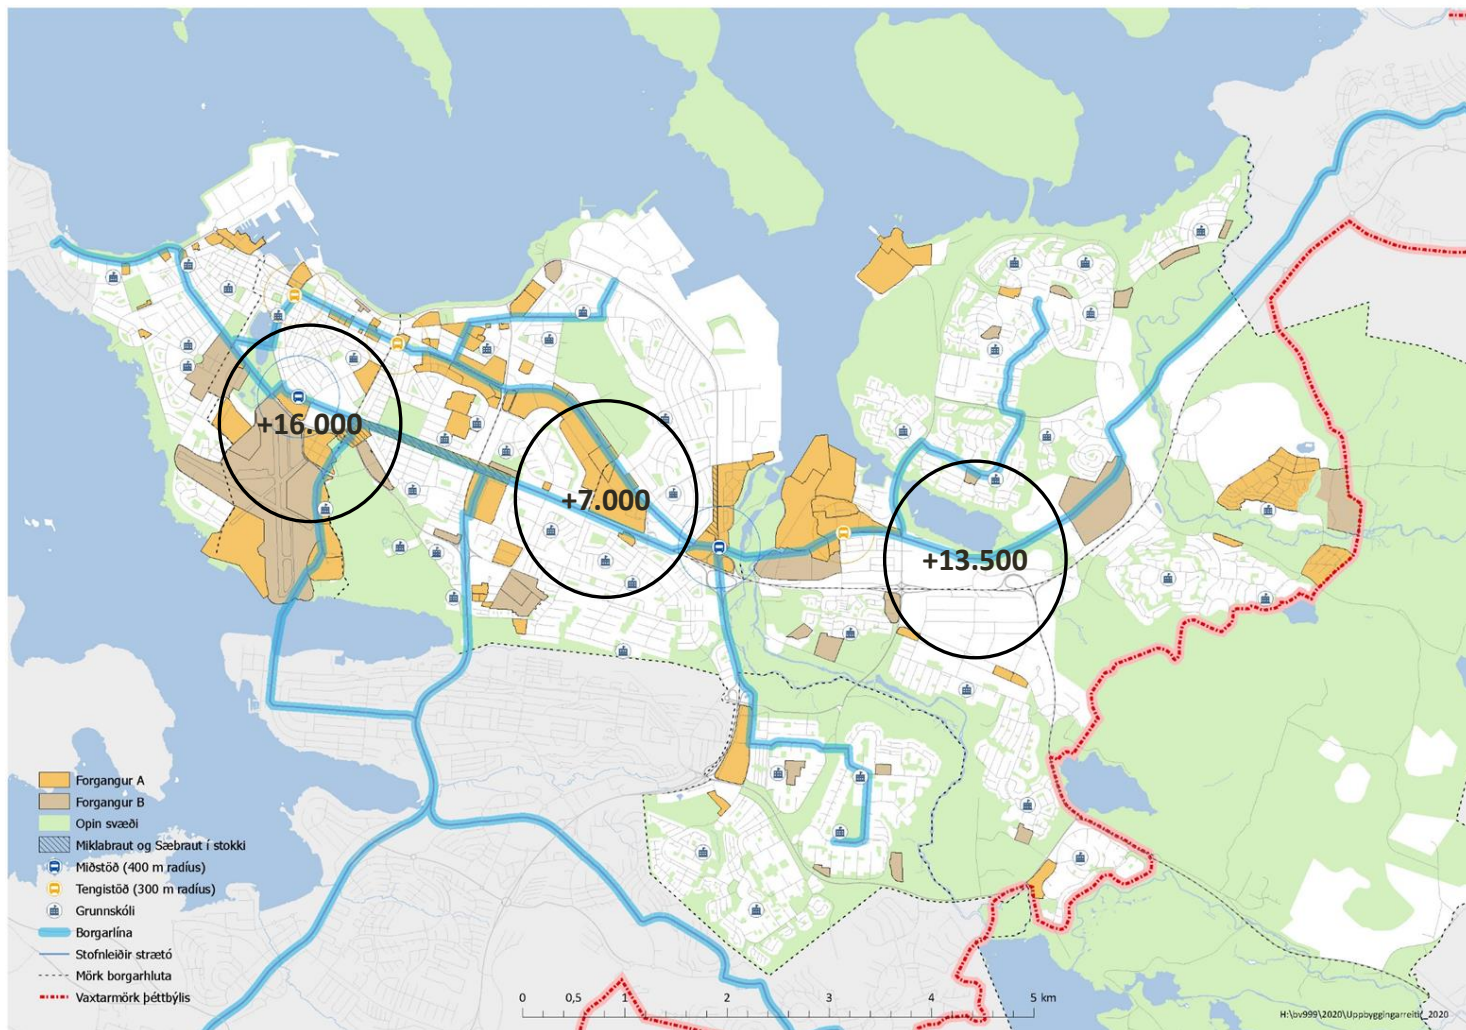 +16.000
+7.000
+13.500
Forgangur A
Forgangur B
Opin svæði
Miklabraut og Sæbraut í stokki
Miðstöð (400 m radíus)
Tengistöð (300 m radíus)
Grunnskóli
Borgarlína
Stofnleiðir strætó
Mörk borgarhluta
Vaxtarmörk þéttbýlis
0 0,5 1 2 3 4 5 km
H:\bv999\2020\Uppbyggingarreitir_2020